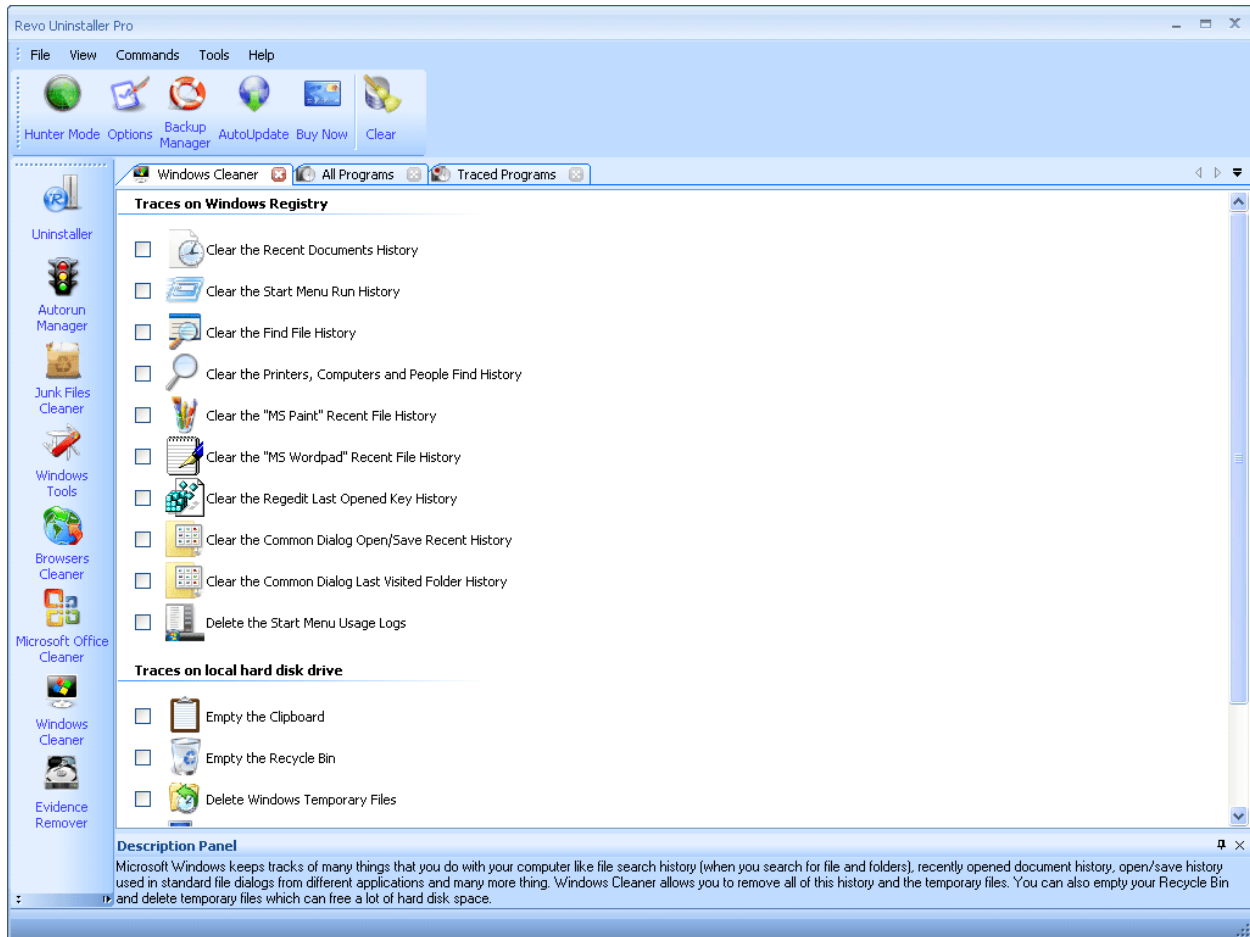 Revo Uninstaller Pro
File View Commands Tools Help
Hunter Mode Options Backup Manager AutoUpdate Buy Now Clear
Windows Cleaner All Programs Traced Programs
Uninstaller
Autorun
Manager
Junk Files
Cleaner
Windows
Tools
Browsers
Cleaner
Microsoft Office
Cleaner
Windows
Cleaner
Evidence
Remover
Traces on Windows Registry
Clear the Recent Documents History
Clear the Start Menu Run History
Clear the Find File History
Clear the Printers, Computers and People Find History
Clear the "MS Paint" Recent File History
Clear the "MS Wordpad" Recent File History
Clear the Regedit Last Opened Key History
Clear the Common Dialog Open/Save Recent History
Clear the Common Dialog Last Visited Folder History
Delete the Start Menu Usage Logs
Traces on local hard disk drive
Empty the Clipboard
Empty the Recycle Bin
Delete Windows Temporary Files
Description Panel
Microsoft Windows keeps tracks of many things that you do with your computer like file search history (when you search for file and folders), recently opened document history, open/save history
used in standard file dialogs from different applications and many more thing. Windows Cleaner allows you to remove all of this history and the temporary files. You can also empty your Recycle Bin
and delete temporary files which can free a lot of hard disk space.